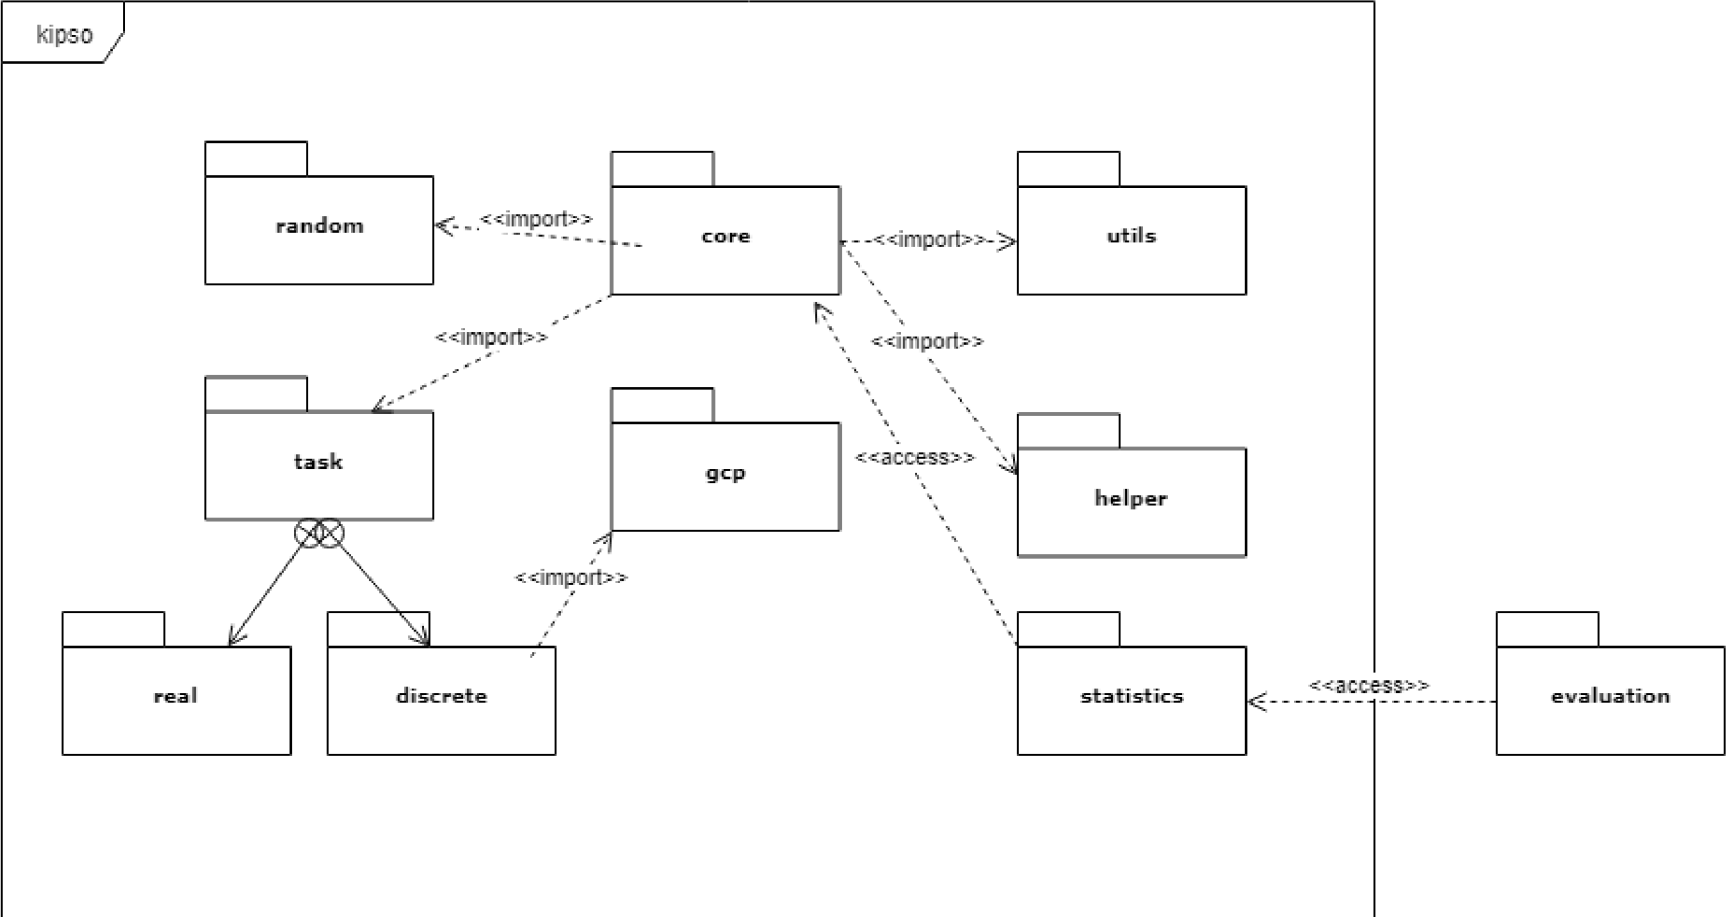 kipso
random
<<import>>
core
<<import>>
utils
<<import>>
<<import>>
task
gcp
<<access>>
helper
<<import>>
real
discrete
statistics
<<access>>
evaluation